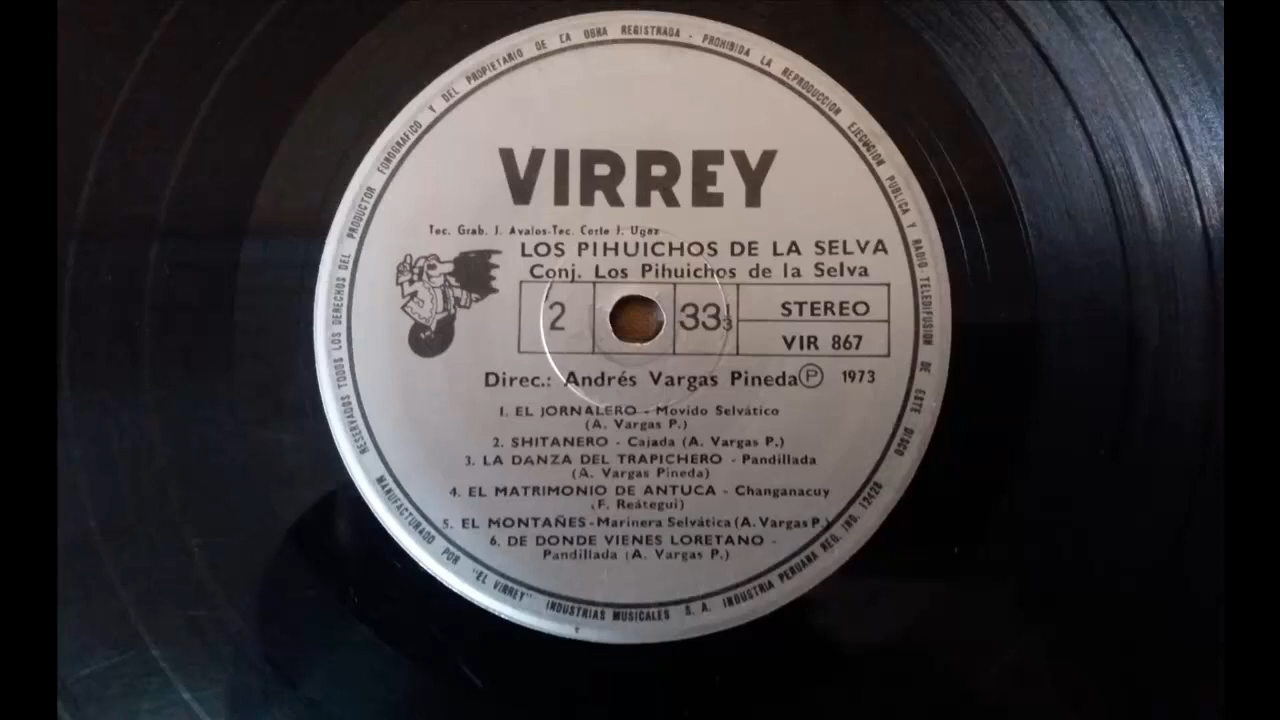 RESERVADOS TODOS LOS DERECHOS DEL PRODUCTOR FONOGRAFICO Y DEL PROPIETARIO DE LA OBRA REGISTRADA - PROHIBIDA LA REPRODUCCION EJECUCION PUBLICA Y RADIO TELEDIFUSION DE ESTE DISCO
VIRREY
Tec. Grab. J. Avalos-Tec. Corte J. Ugaz
LOS PIHUICHOS DE LA SELVA
Conj. Los Pihuichos de la Selva
2 33⅓ STEREO
VIR 867
Direc.: Andrés Vargas Pineda Ⓟ 1973
1. EL JORNALERO - Movido Selvático
(A. Vargas P.)
2. SHITANERO - Cajada (A. Vargas P.)
3. LA DANZA DEL TRAPICHERO - Pandillada
(A. Vargas Pineda)
4. EL MATRIMONIO DE ANTUCA - Changanacuy
(F. Reátegui)
5. EL MONTAÑES - Marinera Selvática (A. Vargas P.)
6. DE DONDE VIENES LORETANO -
Pandillada (A. Vargas P.)
MANUFACTURADO POR "EL VIRREY" INDUSTRIAS MUSICALES S. A. INDUSTRIA PERUANA REG. IND. 12428